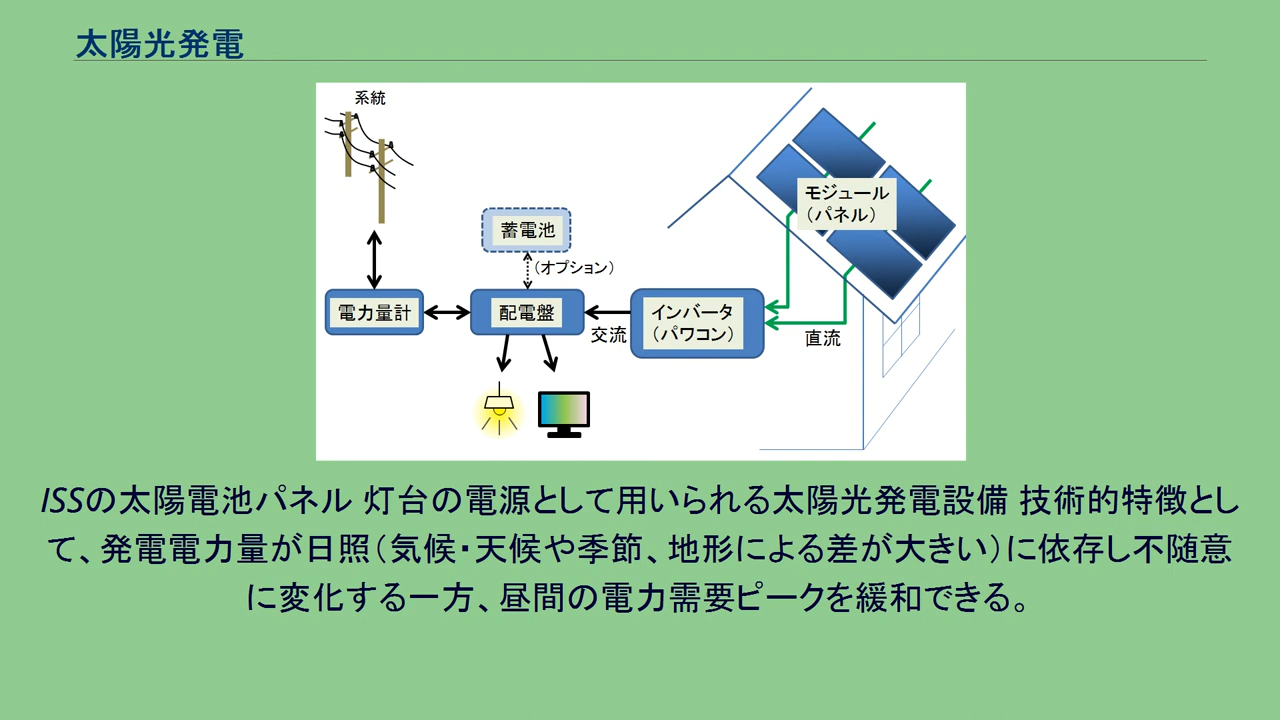 太陽光発電
系統
モジュール
（パネル）
蓄電池
（オプション）
電力量計
配電盤
インバータ
（パワコン）
交流
直流
ISSの太陽電池パネル 灯台の電源として用いられる太陽光発電設備 技術的特徴とし
て、発電電力量が日照（気候・天候や季節、地形による差が大きい）に依存し不随意
に変化する一方、昼間の電力需要ピークを緩和できる。